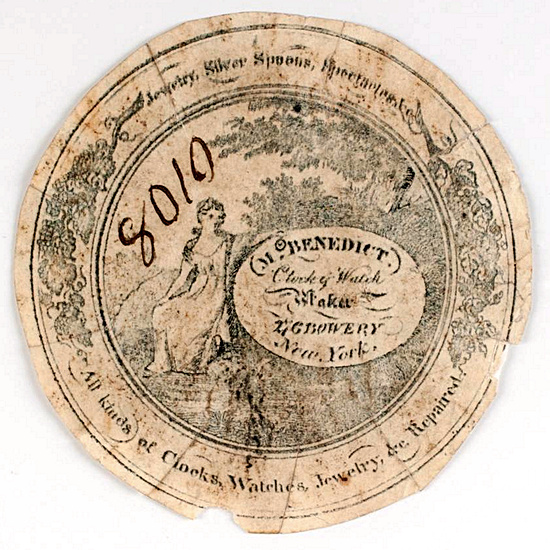 Jewelry, Silver Spoons, Spectacles &c.
8010
M. BENEDICT.
Clock & Watch
Maker
BOWERY
New York.
All kinds of Clocks, Watches, Jewelry, &c. Repaired.